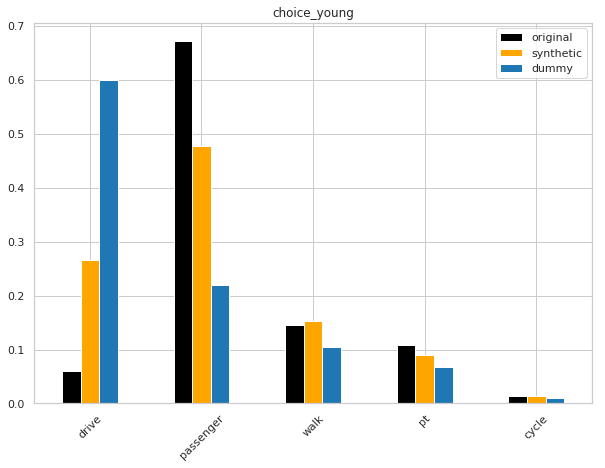 choice_young
original
synthetic
dummy
0.7
0.6
0.5
0.4
0.3
0.2
0.1
0.0
drive
passenger
walk
pt
cycle